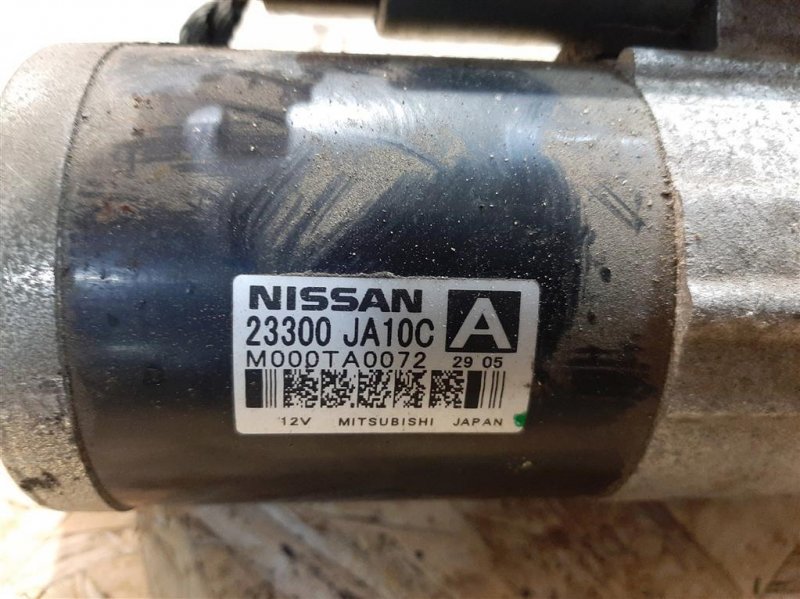 NISSAN
23300 JA10C A
M000TA0072 29 05
12V MITSUBISHI JAPAN